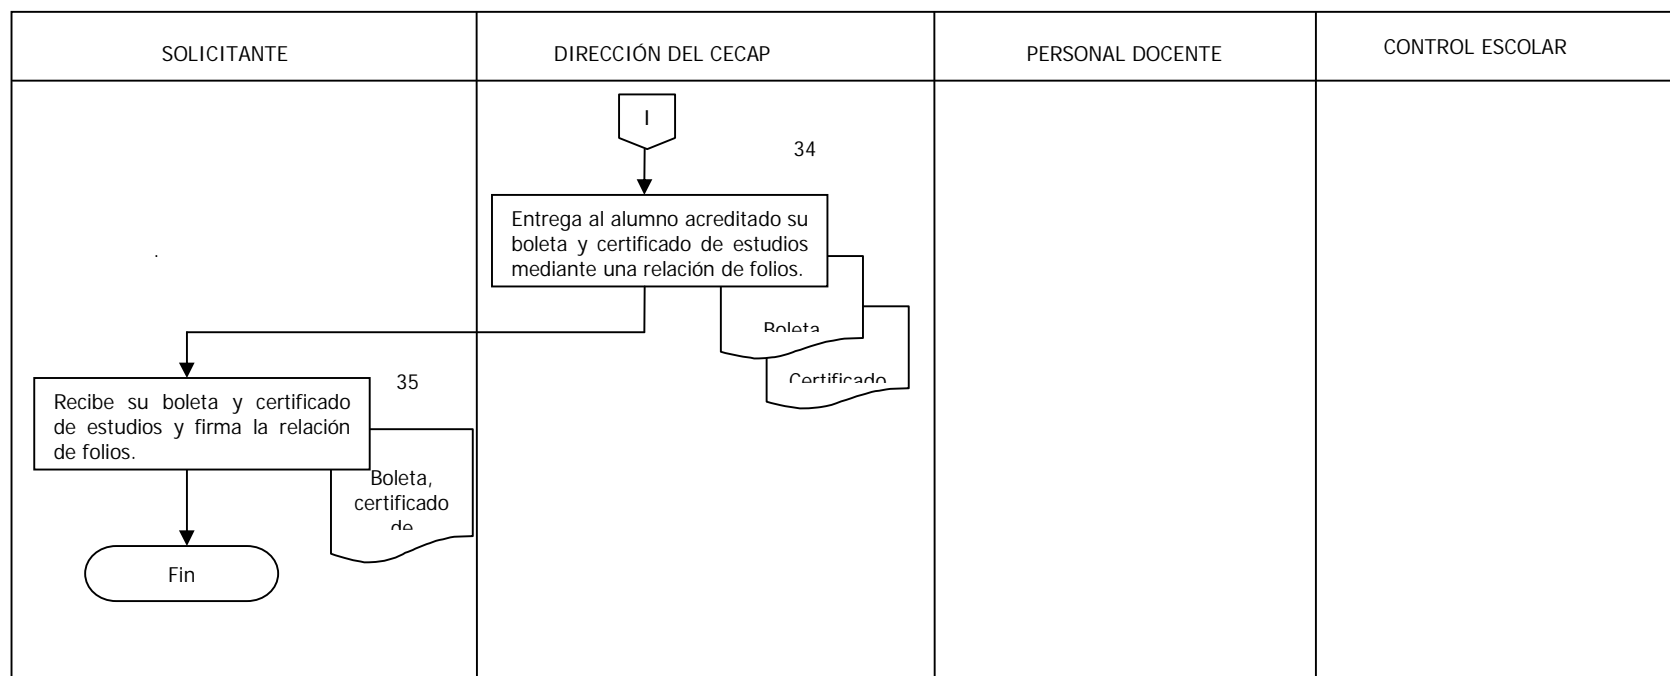 SOLICITANTE
DIRECCIÓN DEL CECAP
PERSONAL DOCENTE
CONTROL ESCOLAR
I
34
Entrega al alumno acreditado su
boleta y certificado de estudios
mediante una relación de folios.
Boleta
Certificado
35
Recibe su boleta y certificado
de estudios y firma la relación
de folios.
Boleta,
certificado
de
Fin